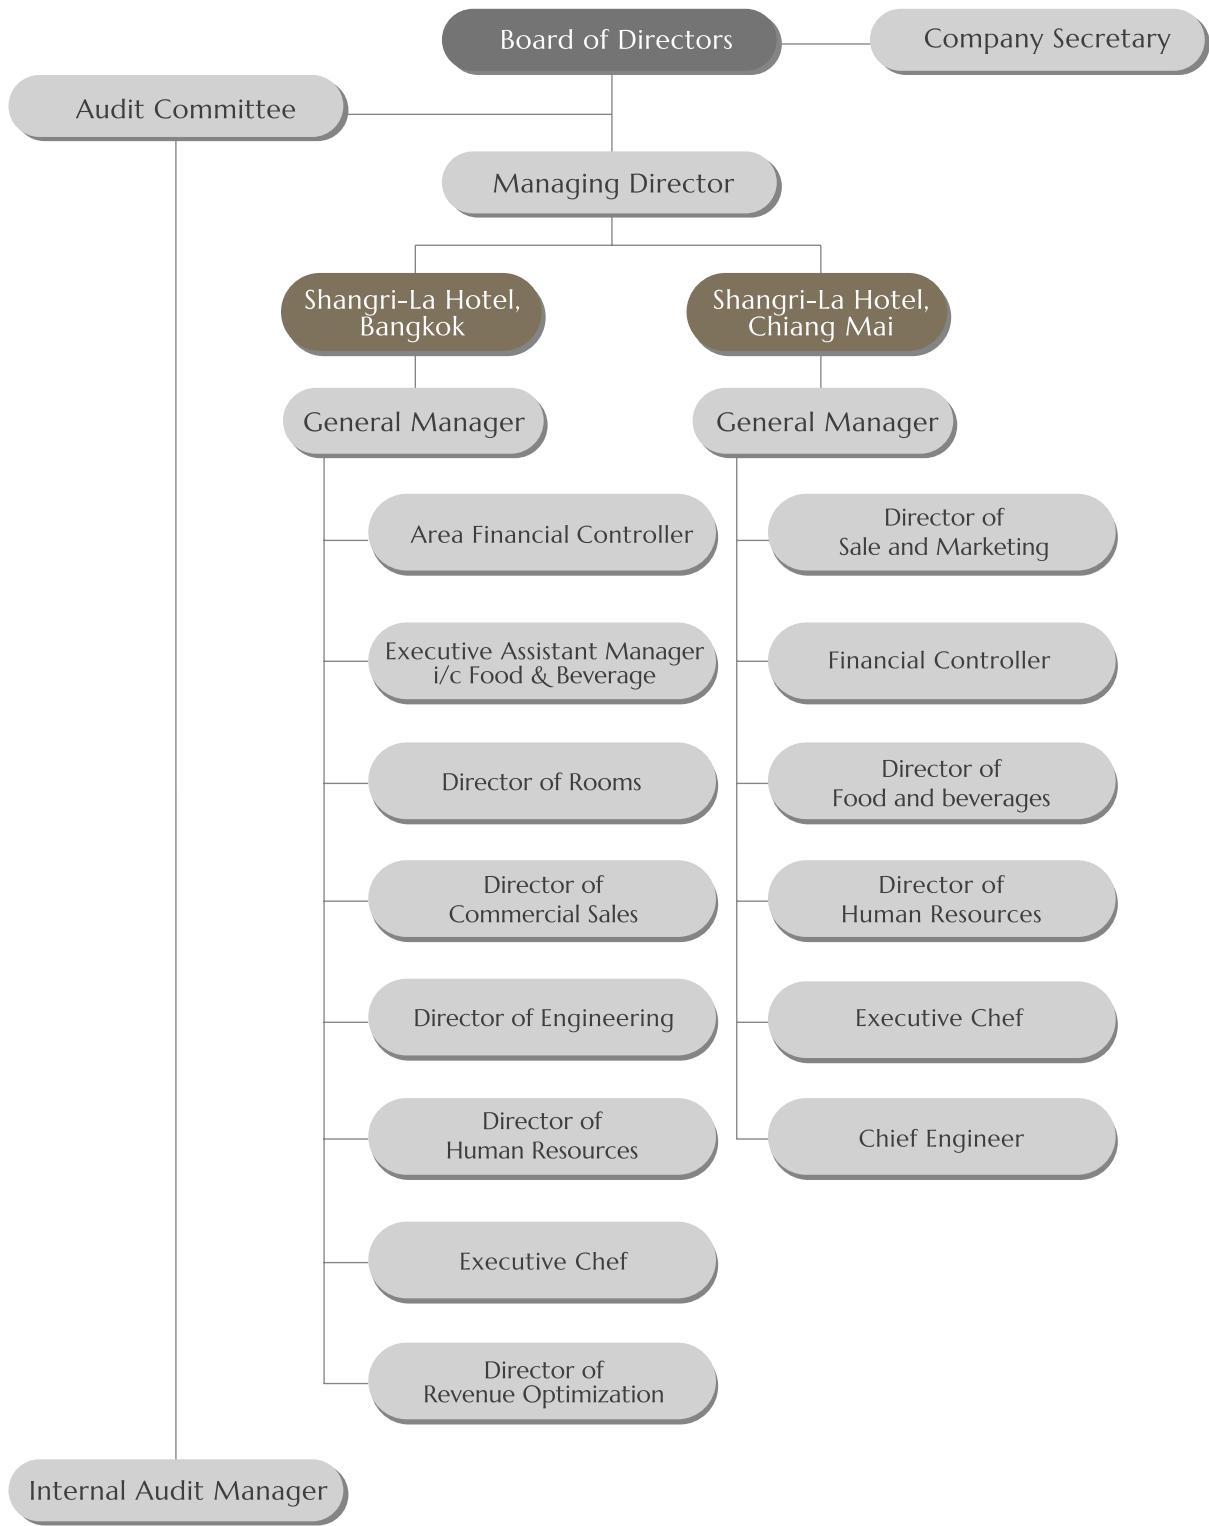 Board of Directors
Company Secretary
Audit Committee
Managing Director
Shangri-La Hotel,
Bangkok
Shangri-La Hotel,
Chiang Mai
General Manager
General Manager
Area Financial Controller
Executive Assistant Manager
i/c Food & Beverage
Director of Rooms
Director of
Commercial Sales
Director of Engineering
Director of
Human Resources
Executive Chef
Director of
Revenue Optimization
Director of
Sale and Marketing
Financial Controller
Director of
Food and beverages
Director of
Human Resources
Executive Chef
Chief Engineer
Internal Audit Manager